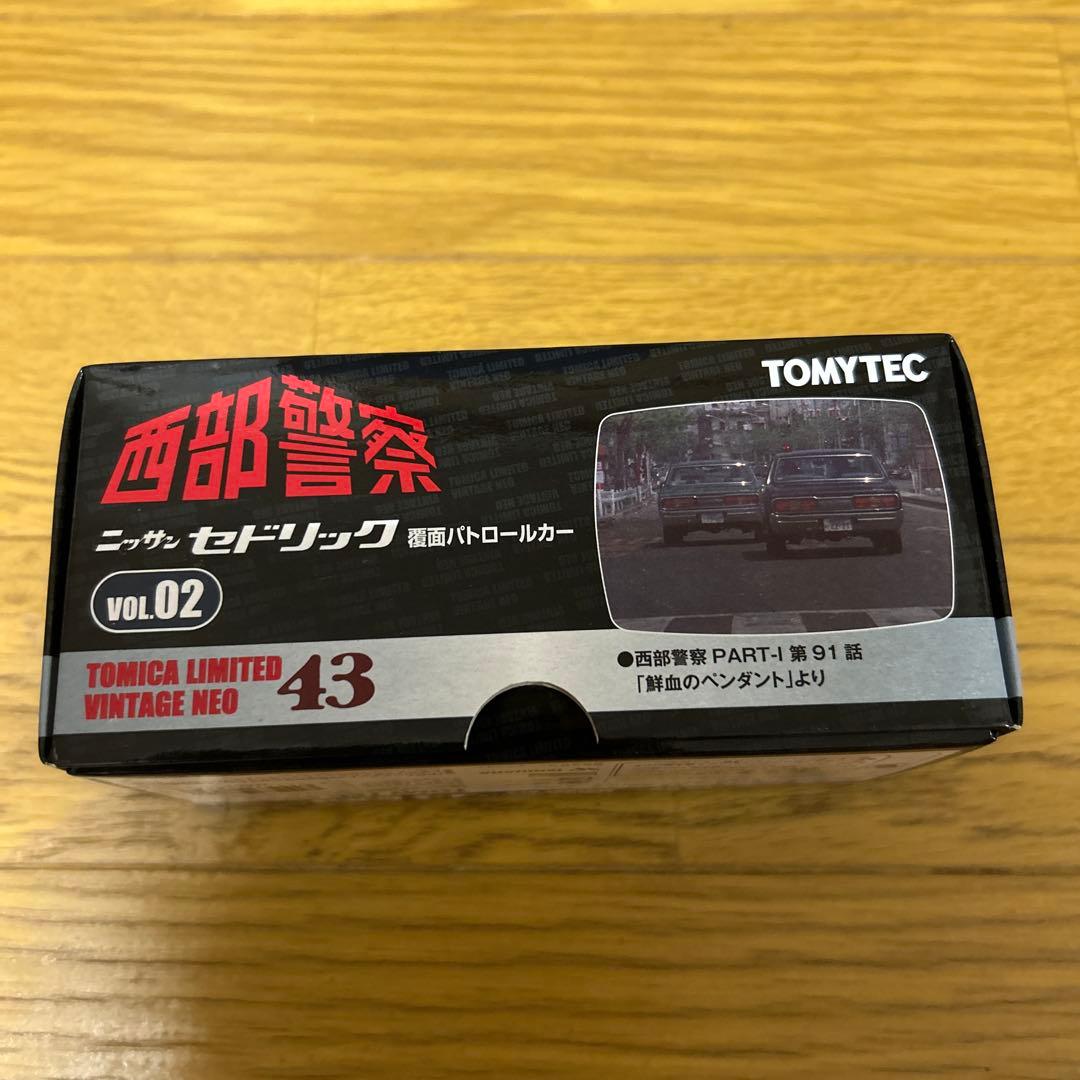 TOMYTEC
西部警察
ニッサン セドリック 覆面パトロールカー
VOL.02
TOMICA LIMITED
VINTAGE NEO 43
●西部警察 PART-I 第91話
「鮮血のペンダント」より